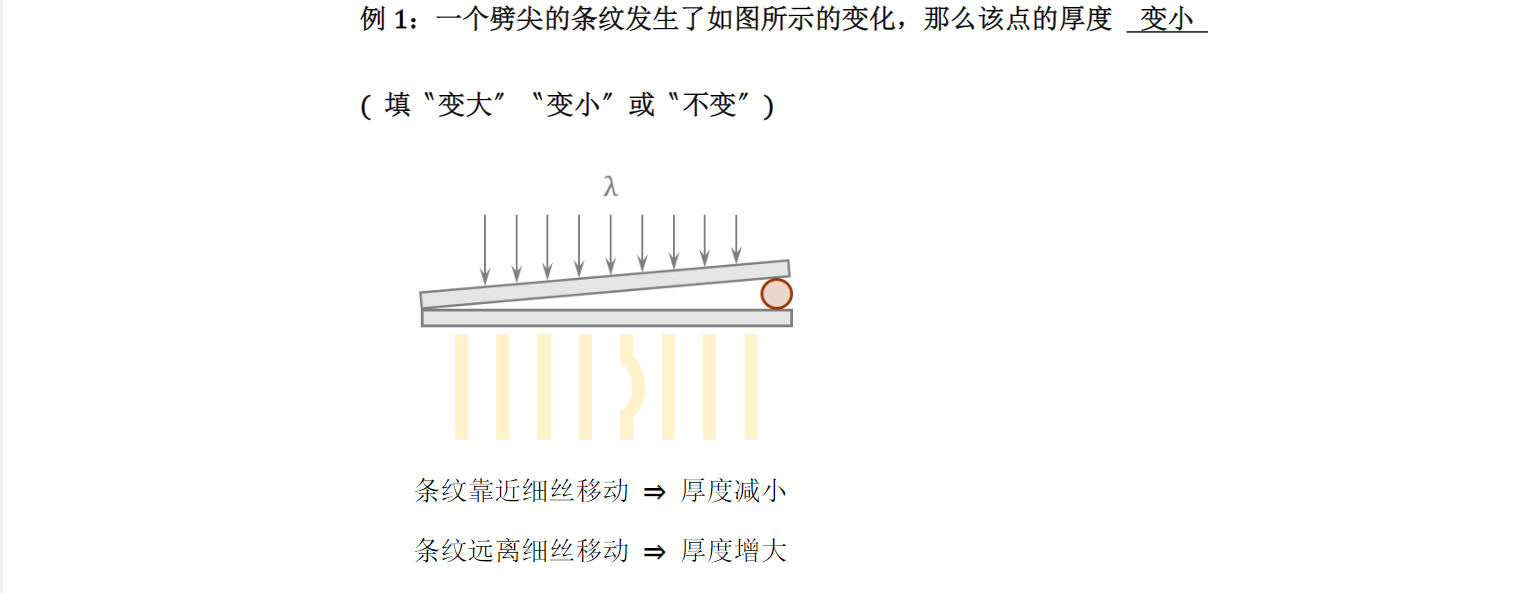 例 1：一个劈尖的条纹发生了如图所示的变化，那么该点的厚度 变小
( 填〝变大〞〝变小〞或〝不变〞)
λ
条纹靠近细丝移动 ⇒ 厚度减小
条纹远离细丝移动 ⇒ 厚度增大